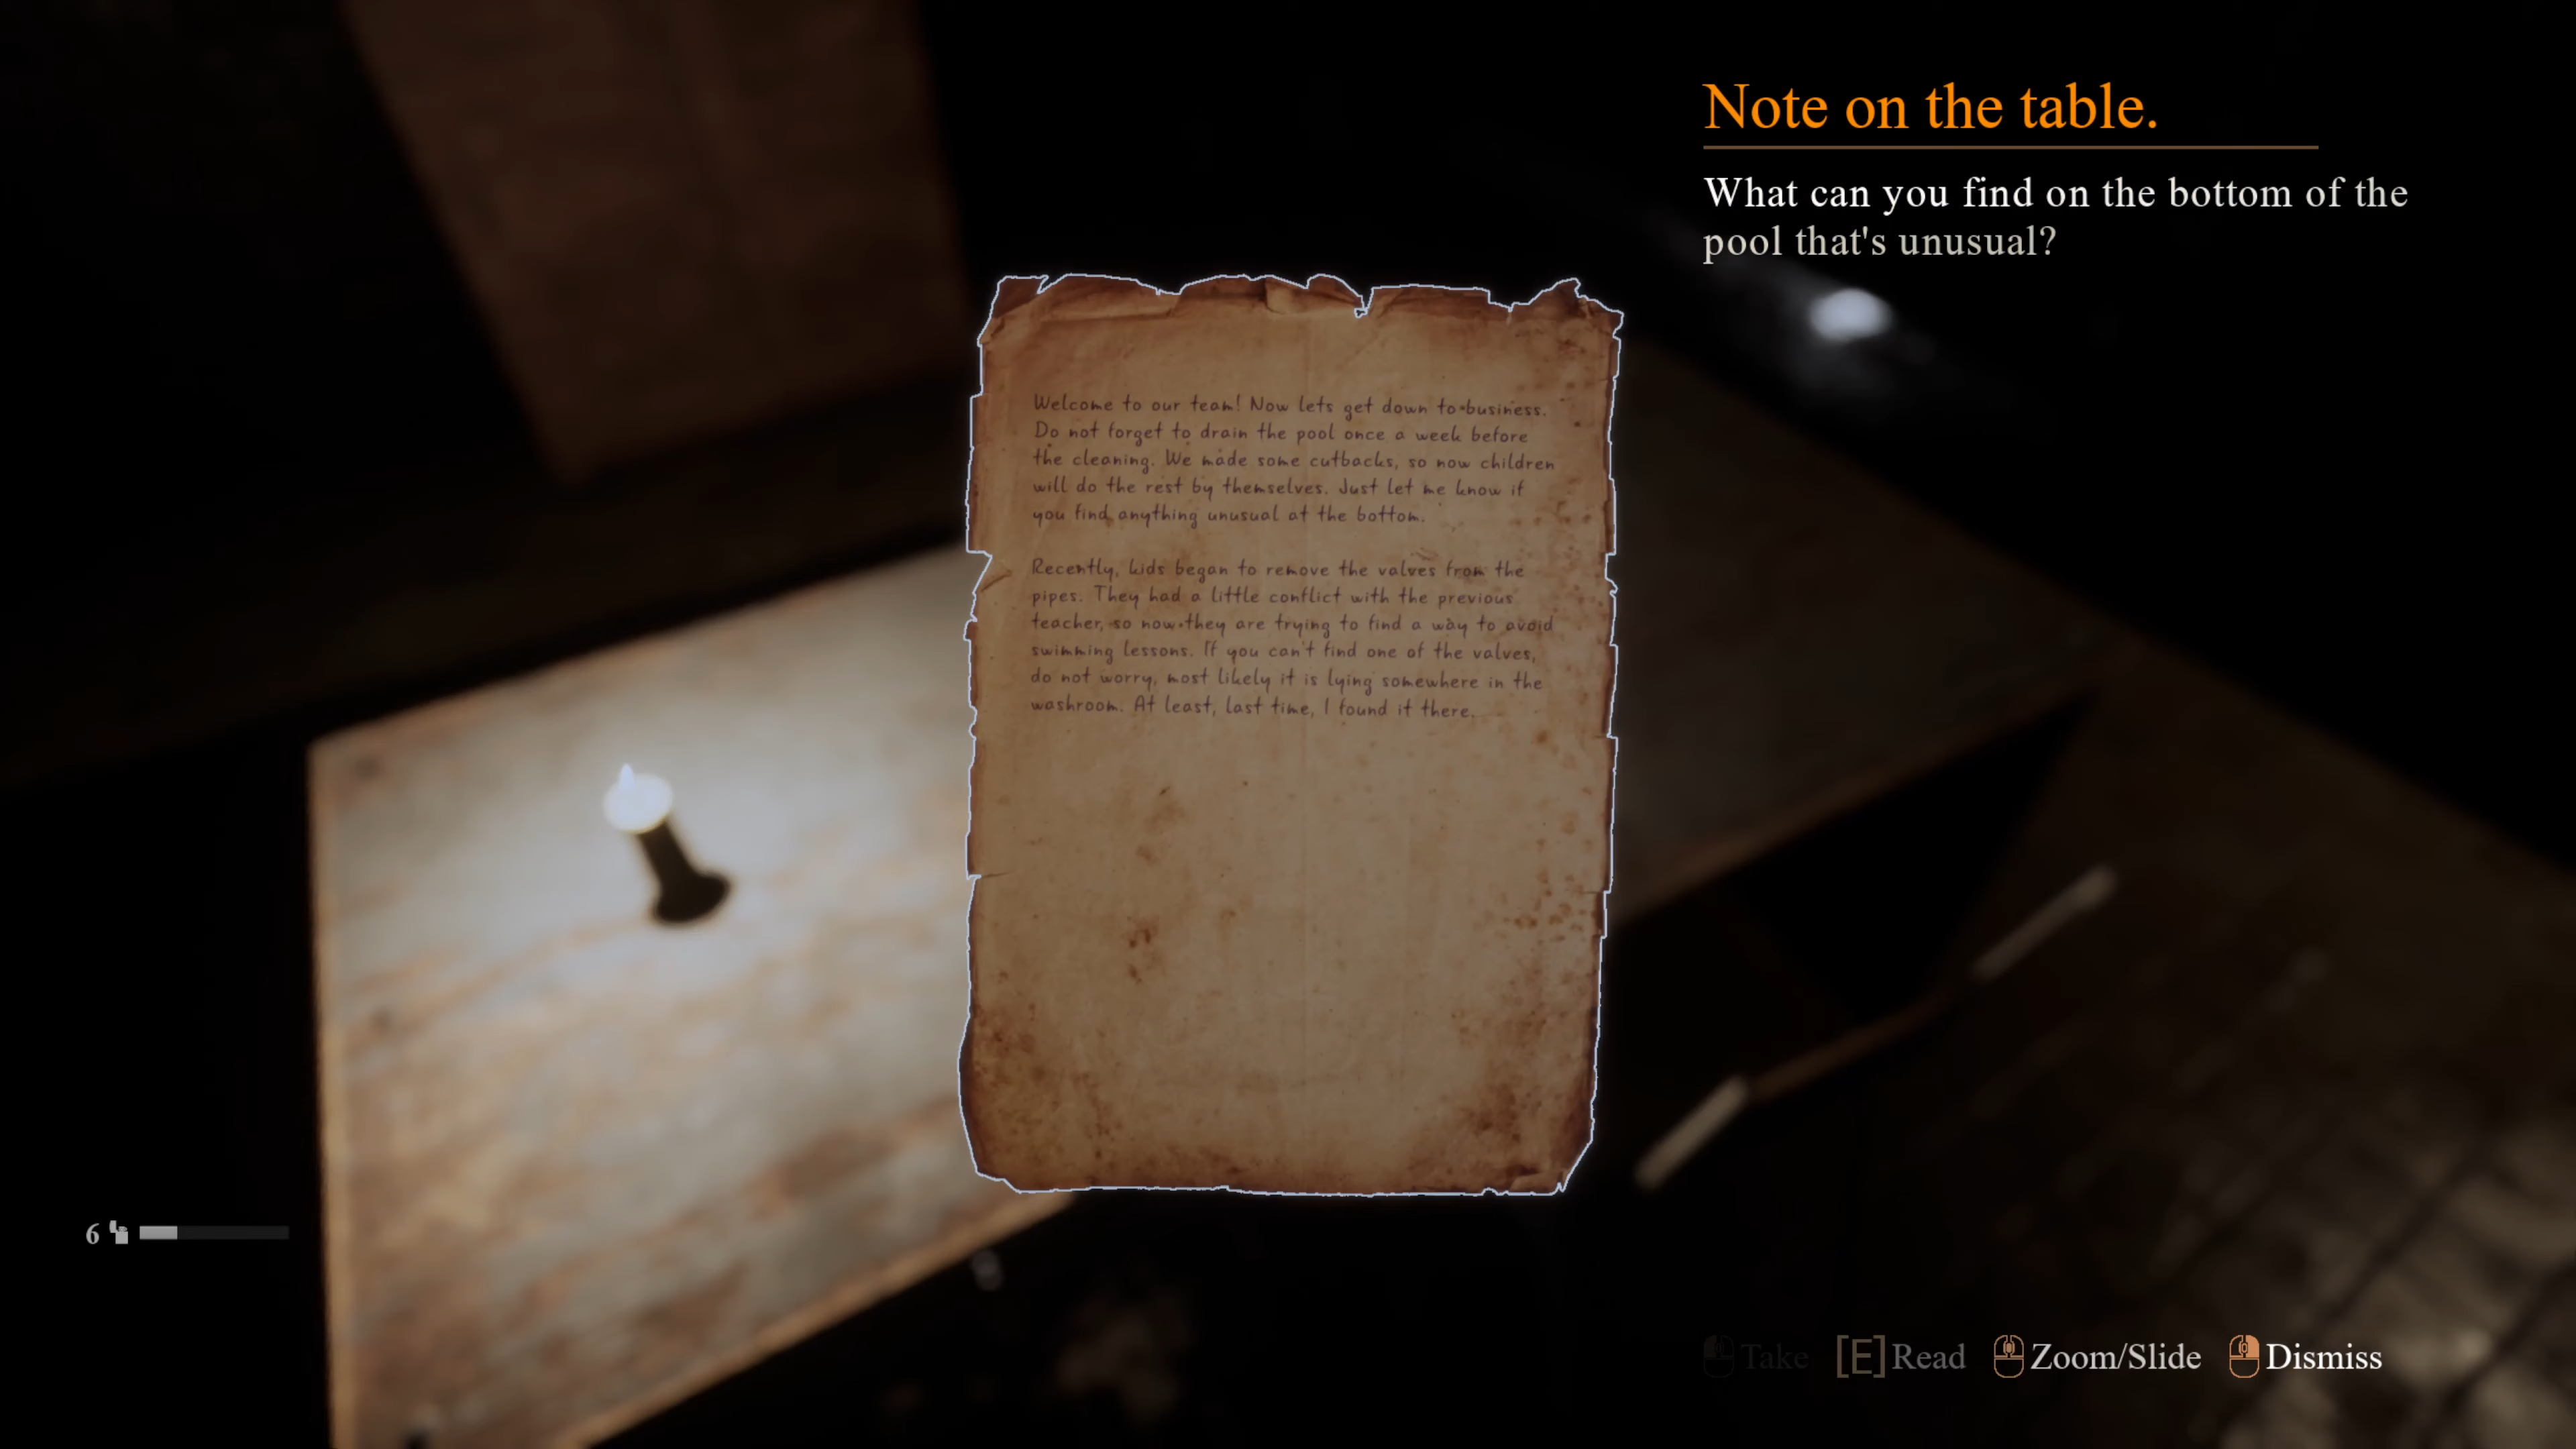 Note on the table.
What can you find on the bottom of the
pool that's unusual?
Welcome to our team! Now lets get down to business.
Do not forget to drain the pool once a week before
the cleaning. We made some cutbacks, so now children
will do the rest by themselves. Just let me know if
you find anything unusual at the bottom.
Recently, kids began to remove the valves from the
pipes. They had a little conflict with the previous
teacher, so now they are trying to find a way to avoid
swimming lessons. If you can't find one of the valves,
do not worry, most likely it is lying somewhere in the
washroom. At least, last time, I found it there.
6
Take [E] Read Zoom/Slide Dismiss